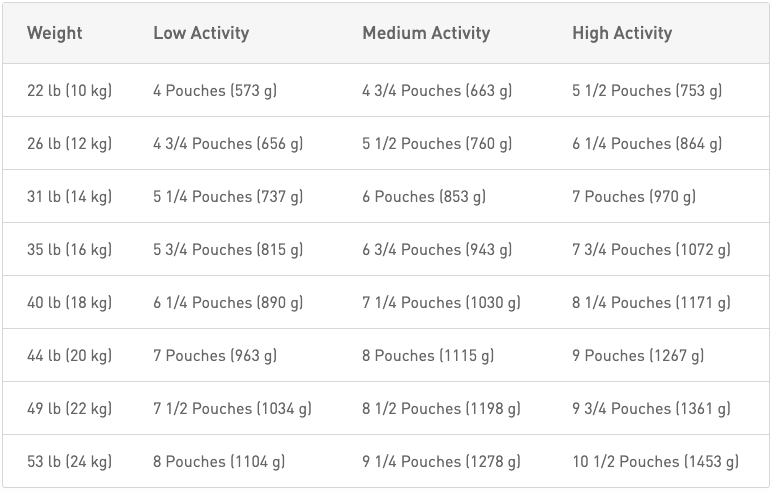 Weight Low Activity Medium Activity High Activity
22 lb (10 kg) 4 Pouches (573 g) 4 3/4 Pouches (663 g) 5 1/2 Pouches (753 g)
26 lb (12 kg) 4 3/4 Pouches (656 g) 5 1/2 Pouches (760 g) 6 1/4 Pouches (864 g)
31 lb (14 kg) 5 1/4 Pouches (737 g) 6 Pouches (853 g) 7 Pouches (970 g)
35 lb (16 kg) 5 3/4 Pouches (815 g) 6 3/4 Pouches (943 g) 7 3/4 Pouches (1072 g)
40 lb (18 kg) 6 1/4 Pouches (890 g) 7 1/4 Pouches (1030 g) 8 1/4 Pouches (1171 g)
44 lb (20 kg) 7 Pouches (963 g) 8 Pouches (1115 g) 9 Pouches (1267 g)
49 lb (22 kg) 7 1/2 Pouches (1034 g) 8 1/2 Pouches (1198 g) 9 3/4 Pouches (1361 g)
53 lb (24 kg) 8 Pouches (1104 g) 9 1/4 Pouches (1278 g) 10 1/2 Pouches (1453 g)